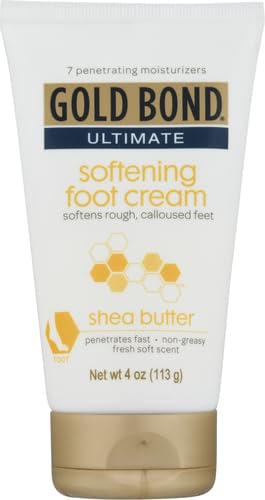 7 penetrating moisturizers
GOLD BOND®
ULTIMATE
softening
foot cream
softens rough, calloused feet
shea butter
penetrates fast • non-greasy
fresh soft scent
FOOT
Net wt 4 oz (113 g)